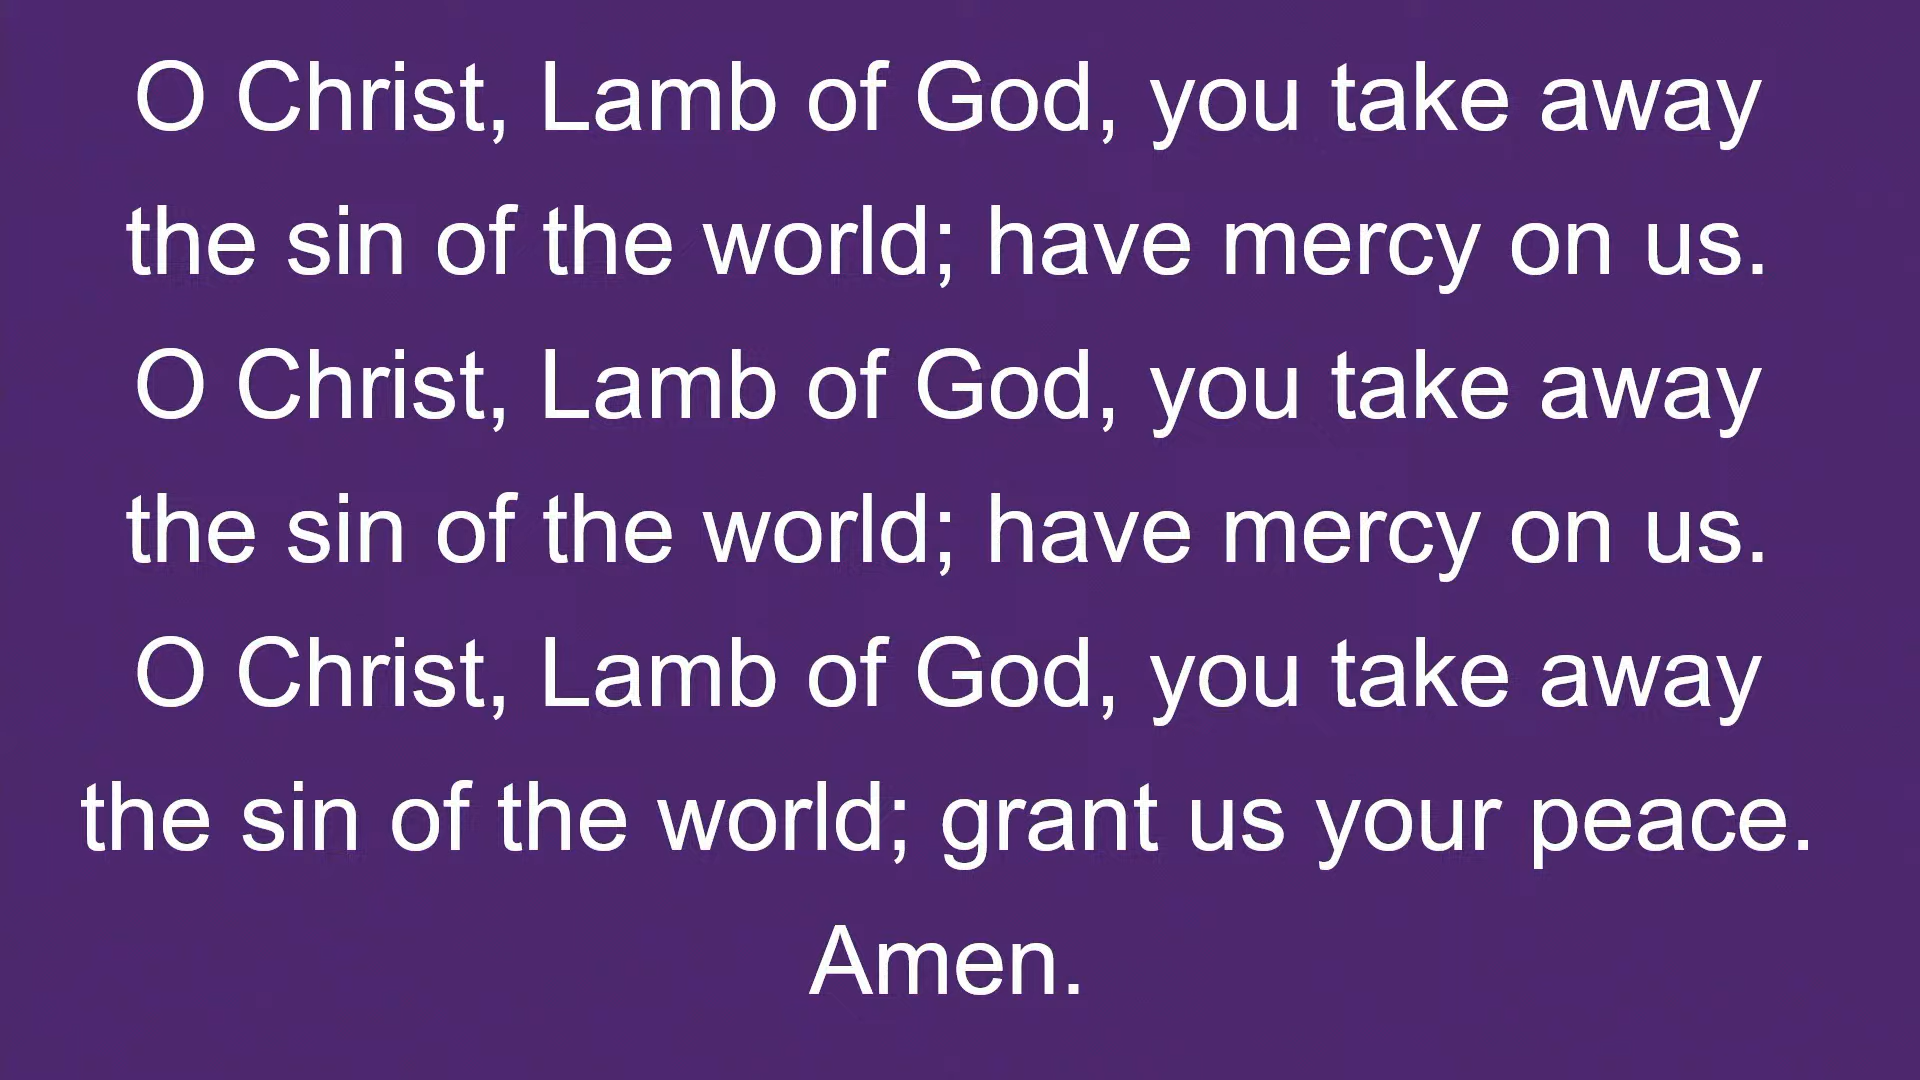 O Christ, Lamb of God, you take away
the sin of the world; have mercy on us.
O Christ, Lamb of God, you take away
the sin of the world; have mercy on us.
O Christ, Lamb of God, you take away
the sin of the world; grant us your peace.
Amen.